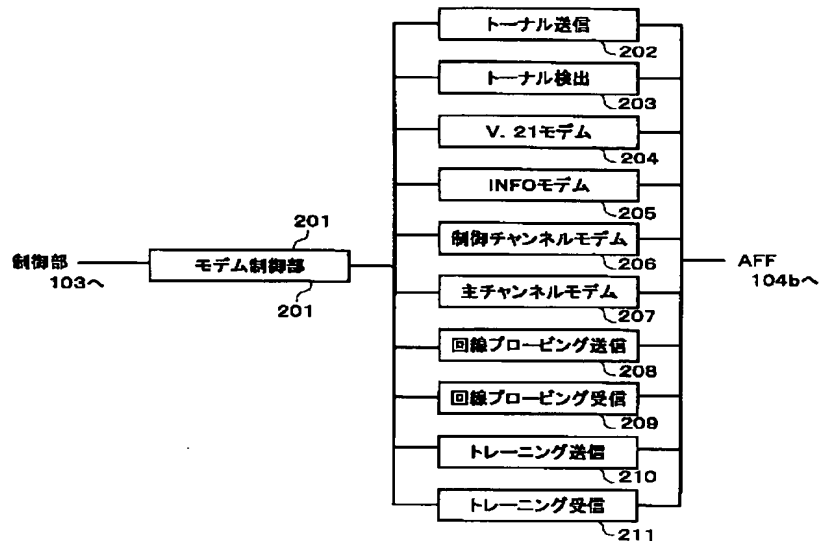 トーナル送信
202
トーナル検出
203
V. 21モデム
204
INFOモデム
205
制御チャンネルモデム
206
主チャンネルモデム
207
回線プロービング送信
208
回線プロービング受信
209
トレーニング送信
210
トレーニング受信
211
201
モデム制御部
201
制御部
103へ
AFF
104bへ